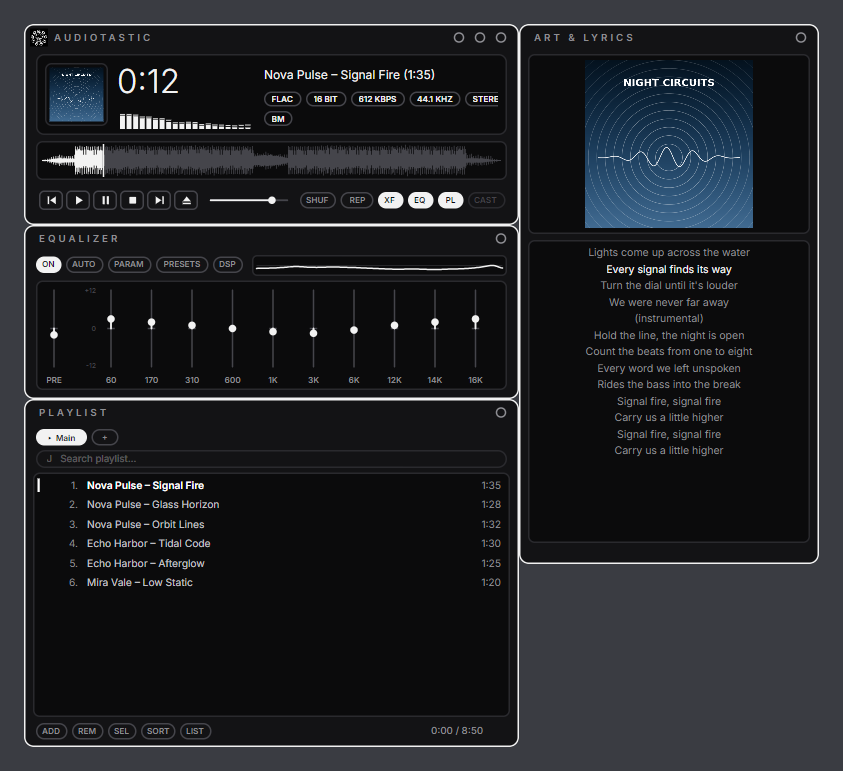 AUDIOTASTIC
0:12
Nova Pulse – Signal Fire (1:35)
FLAC 16 BIT 612 KBPS 44.1 KHZ STERE
BM
SHUF REP XF EQ PL CAST
EQUALIZER
ON AUTO PARAM PRESETS DSP
+12
0
-12
PRE 60 170 310 600 1K 3K 6K 12K 14K 16K
PLAYLIST
• Main +
J Search playlist...
1. Nova Pulse – Signal Fire 1:35
2. Nova Pulse – Glass Horizon 1:28
3. Nova Pulse – Orbit Lines 1:32
4. Echo Harbor – Tidal Code 1:30
5. Echo Harbor – Afterglow 1:25
6. Mira Vale – Low Static 1:20
ADD REM SEL SORT LIST 0:00 / 8:50
ART & LYRICS
NIGHT CIRCUITS
Lights come up across the water
Every signal finds its way
Turn the dial until it's louder
We were never far away
(instrumental)
Hold the line, the night is open
Count the beats from one to eight
Every word we left unspoken
Rides the bass into the break
Signal fire, signal fire
Carry us a little higher
Signal fire, signal fire
Carry us a little higher